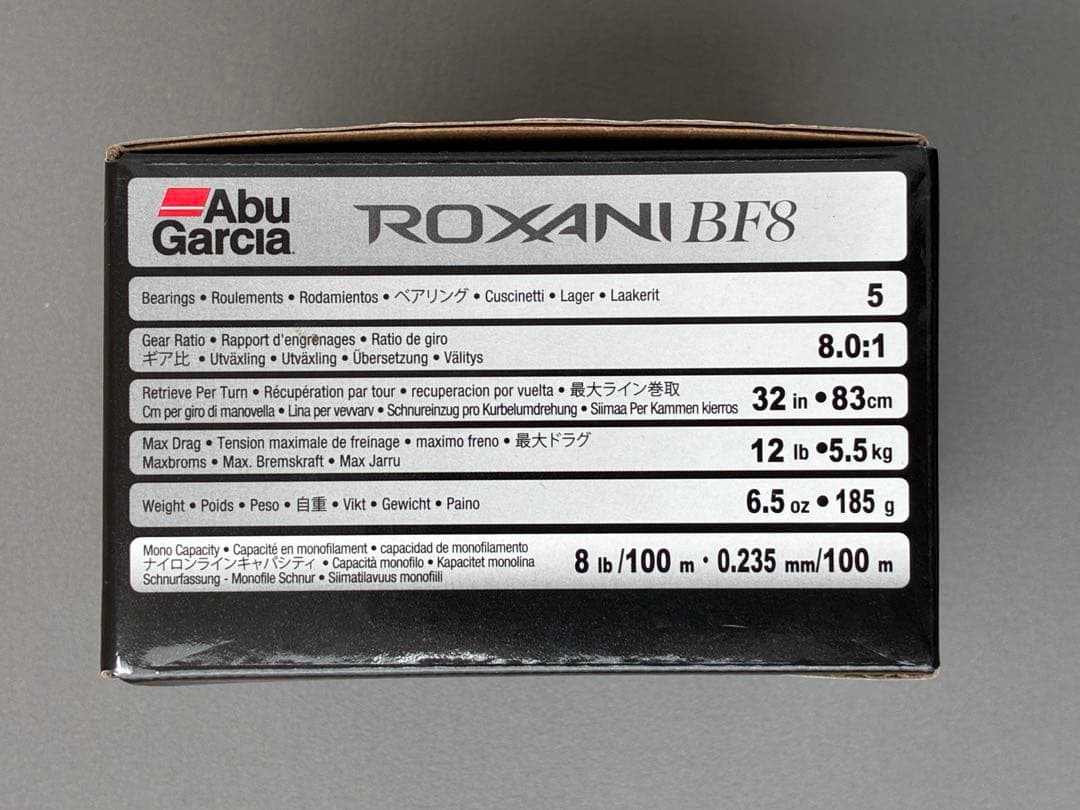 Abu
Garcia
ROXANI BF8
Bearings • Roulements • Rodamientos • ベアリング • Cuscinetti • Lager • Laakerit 5
Gear Ratio • Rapport d'engrenages • Ratio de giro
ギア比 • Utväxling • Utväxling • Übersetzung • Välitys 8.0:1
Retrieve Per Turn • Récupération par tour • recuperacion por vuelta • 最大ライン巻取
Cm per giro di manovella • Lina per vevvarv • Schnureinzug pro Kurbelumdrehung • Siimaa Per Kammen kierros 32 in • 83cm
Max Drag • Tension maximale de freinage • maximo freno • 最大ドラグ
Maxbroms • Max. Bremskraft • Max Jarru 12 lb •5.5kg
Weight • Poids • Peso • 自重 • Vikt • Gewicht • Paino 6.5 oz • 185 g
Mono Capacity • Capacité en monofilament • capacidad de monofilamento
ナイロンラインキャパシティ • Capacità monofilo • Kapacitet monolina
Schnurfassung - Monofile Schnur • Siimatilavuus monofiili 8 lb/100 m · 0.235 mm/100 m